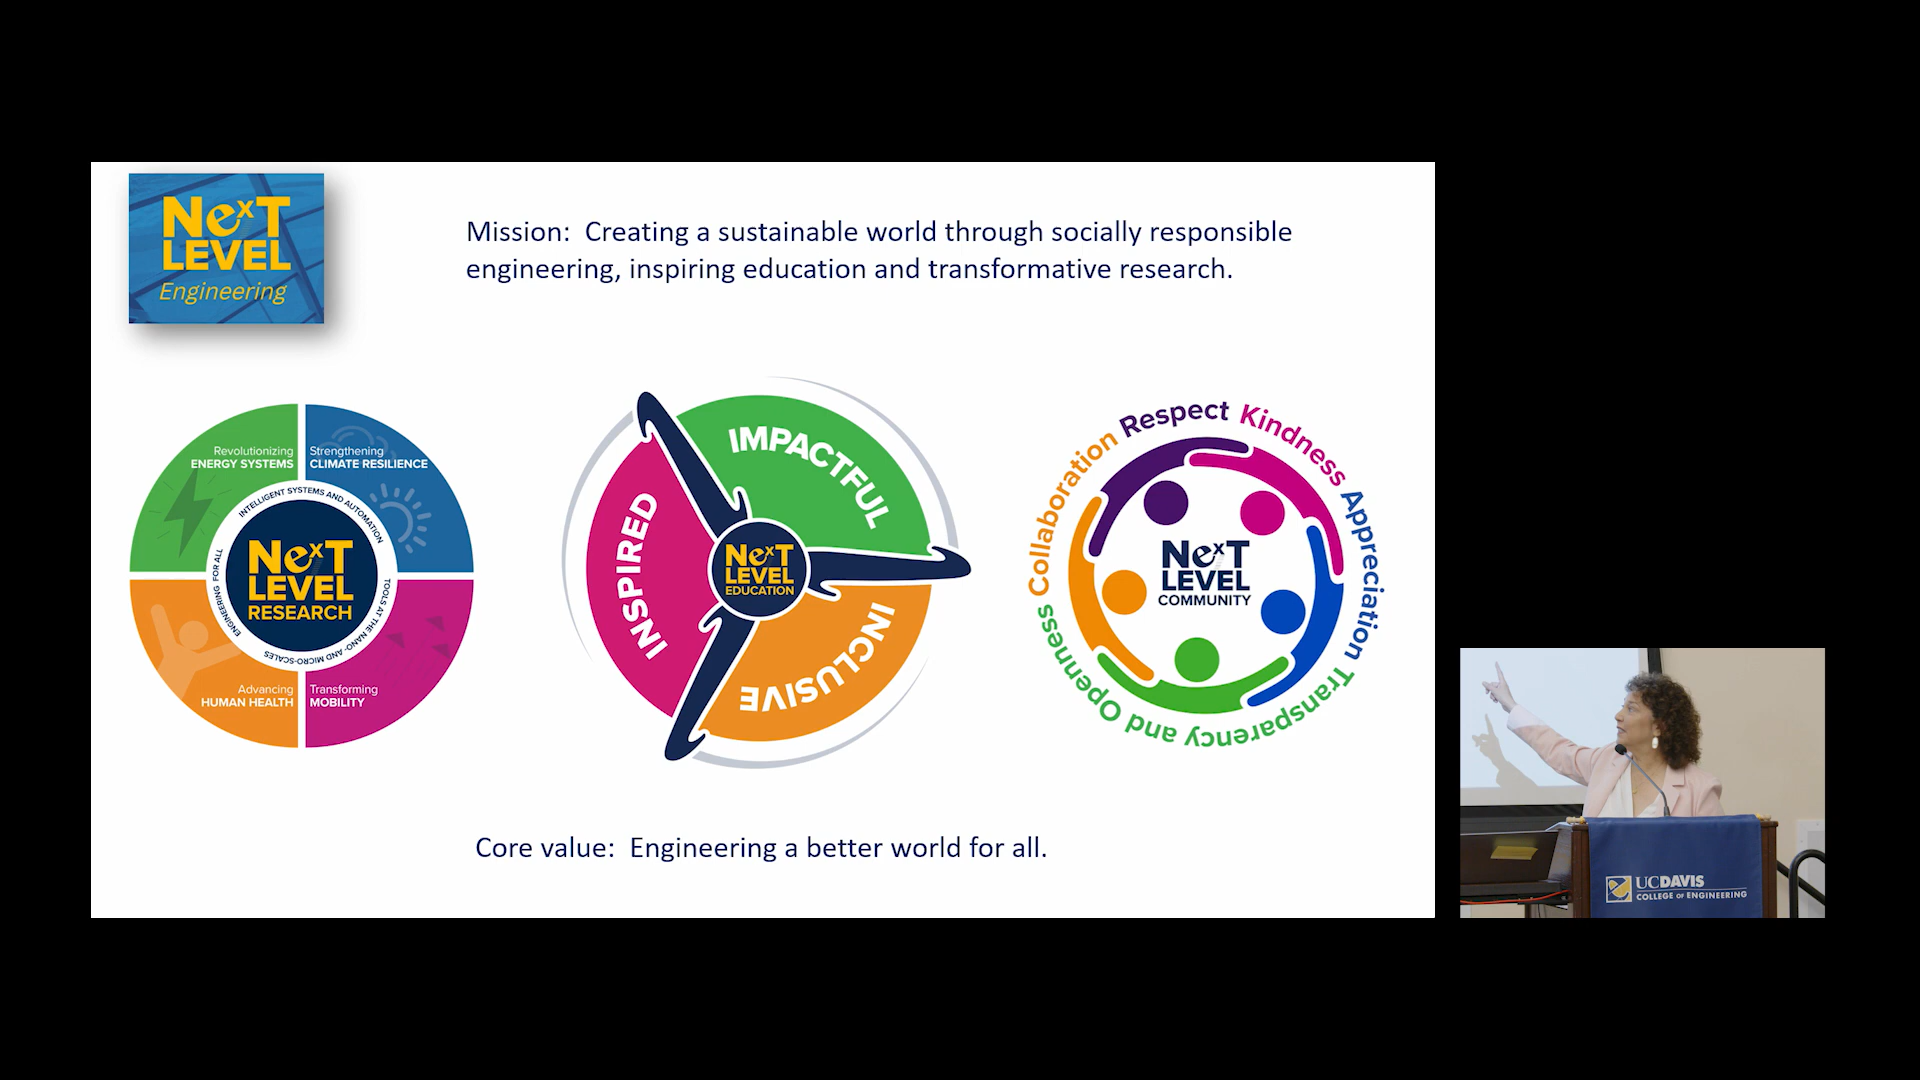 NexT
LEVEL
Engineering
Mission: Creating a sustainable world through socially responsible
engineering, inspiring education and transformative research.
Revolutionizing
ENERGY SYSTEMS
Strengthening
CLIMATE RESILIENCE
INTELLIGENT SYSTEMS AND AUTOMATION
TOOLS AT THE NANO- AND MICRO-SCALES
ENGINEERING FOR ALL
NexT
LEVEL
RESEARCH
Advancing
HUMAN HEALTH
Transforming
MOBILITY
IMPACTFUL
INSPIRED
INCLUSIVE
NexT
LEVEL
EDUCATION
Collaboration
Respect
Kindness
Appreciation
Transparency and Openness
NexT
LEVEL
COMMUNITY
Core value: Engineering a better world for all.
UCDAVIS
COLLEGE OF ENGINEERING